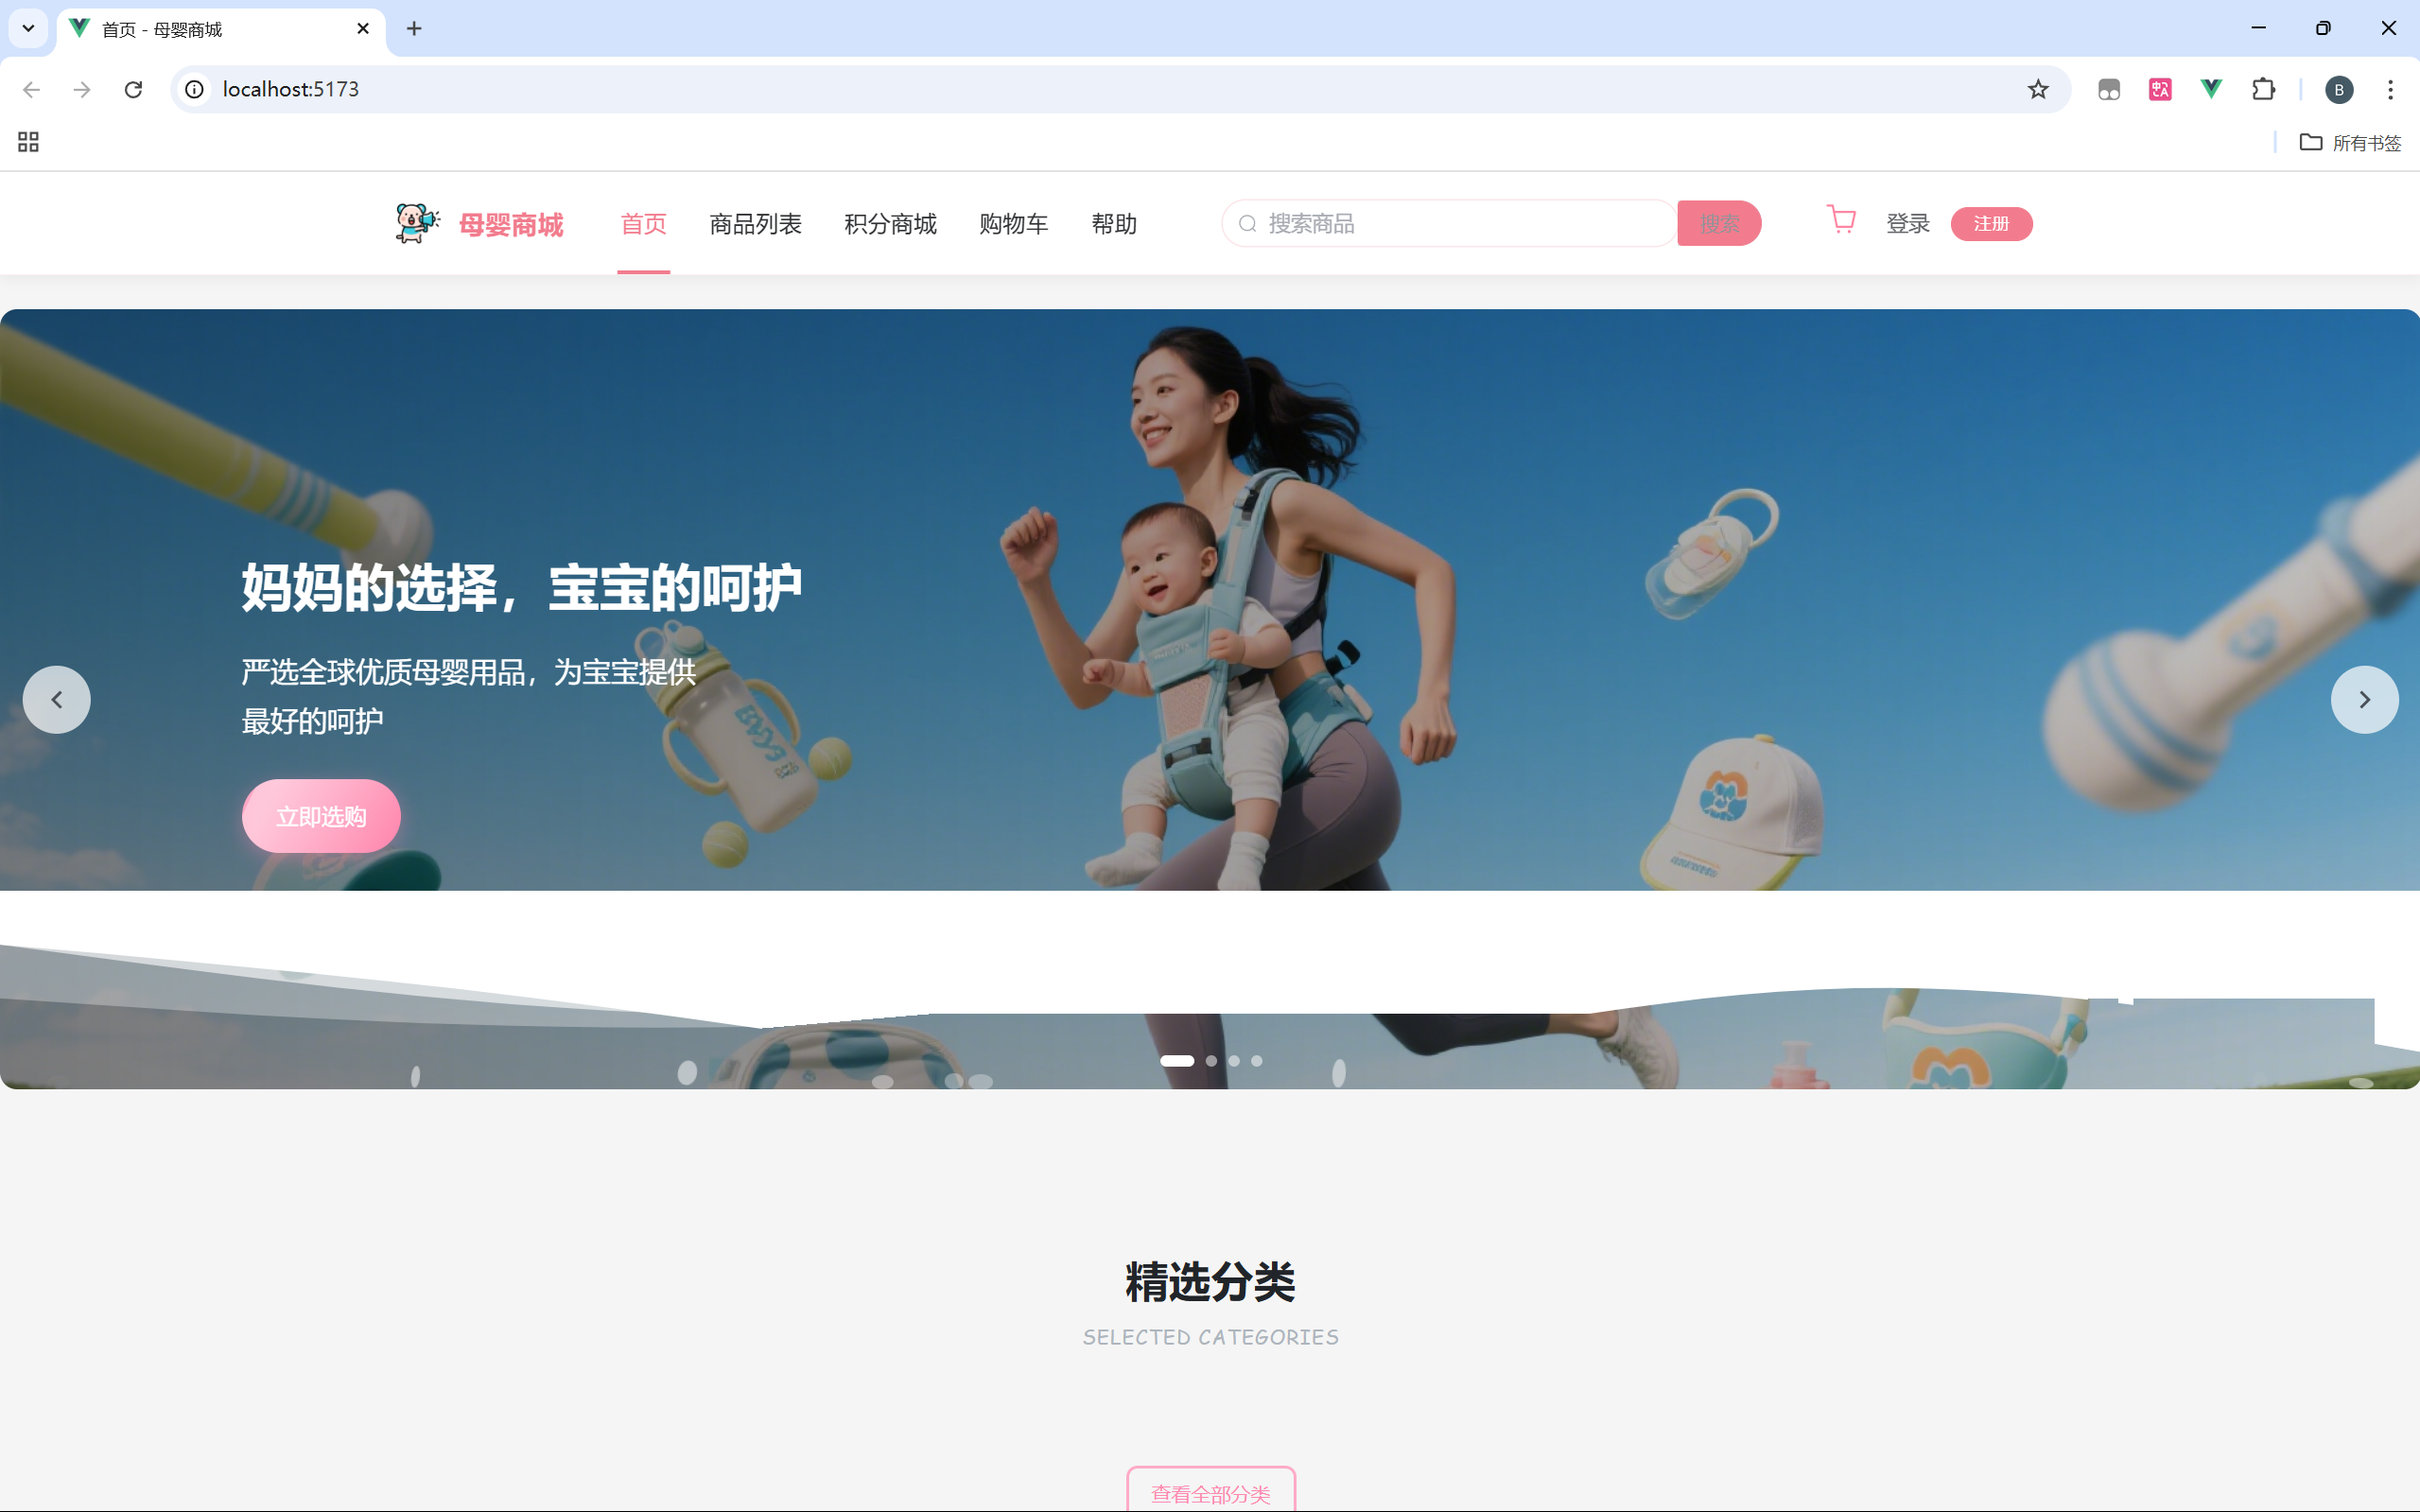 首页 - 母婴商城
localhost:5173
B
所有书签
母婴商城
首页
商品列表
积分商城
购物车
帮助
搜索商品
搜索
登录
注册
妈妈的选择，宝宝的呵护
严选全球优质母婴用品，为宝宝提供
最好的呵护
立即选购
精选分类
SELECTED CATEGORIES
查看全部分类